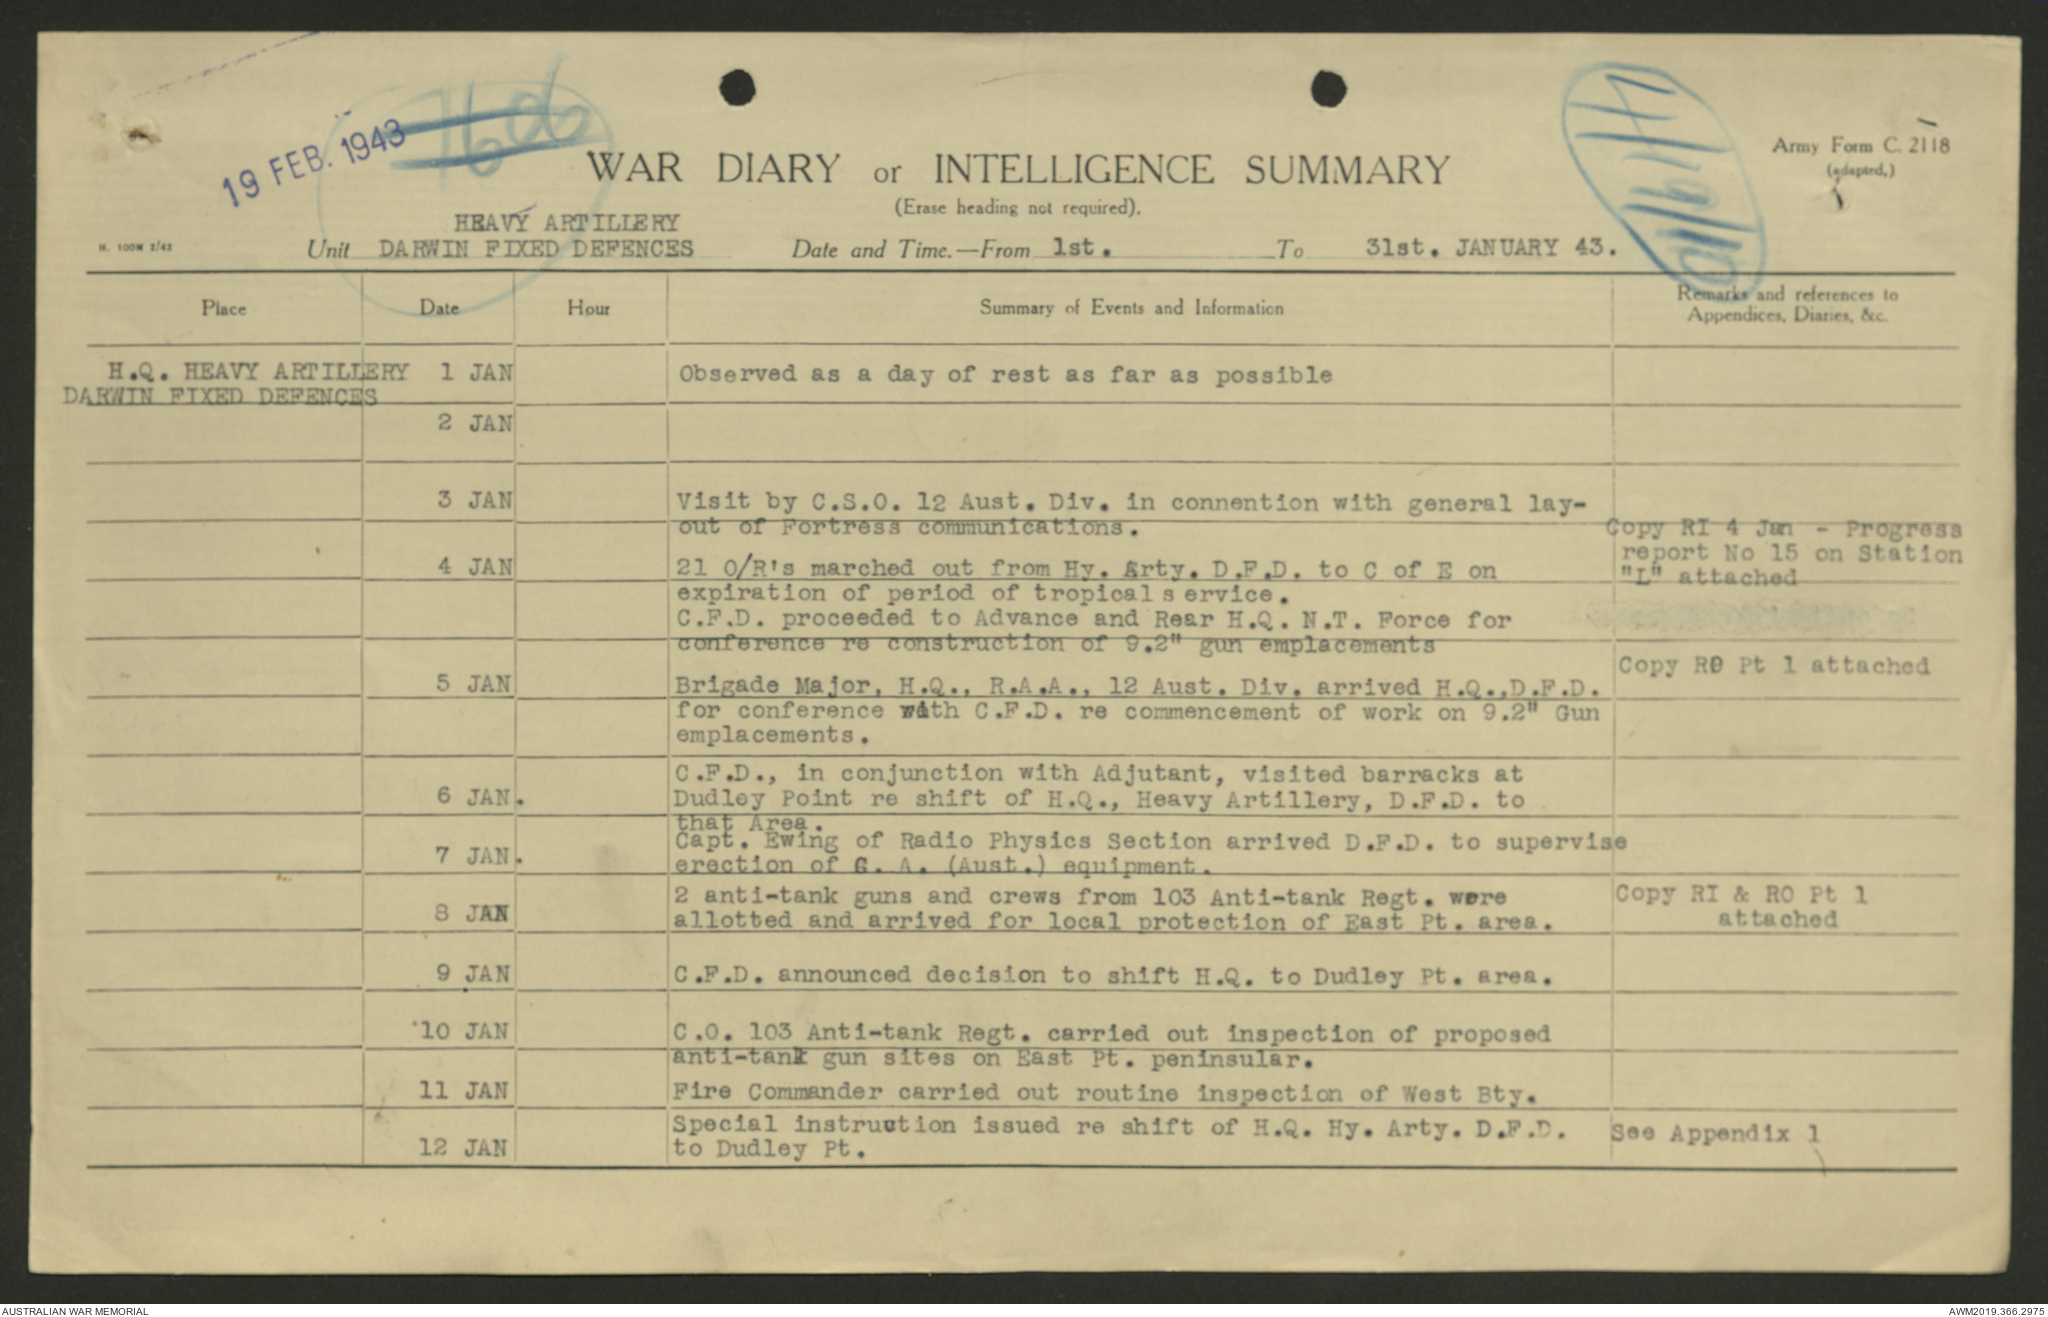 19 FEB. 1943
4/19/10
Army Form C. 2118
(adapted.)
WAR DIARY or INTELLIGENCE SUMMARY
(Erase heading not required).
H. 100M 2/42
HEAVY ARTILLERY
Unit DARWIN FIXED DEFENCES Date and Time.—From 1st. To 31st. JANUARY 43.
Place Date Hour Summary of Events and Information Remarks and references to
Appendices, Diaries, &c.
H.Q. HEAVY ARTILLERY 1 JAN Observed as a day of rest as far as possible
DARWIN FIXED DEFENCES
2 JAN
3 JAN Visit by C.S.O. 12 Aust. Div. in connention with general lay-
out of Fortress communications. Copy RI 4 Jan - Progress
report No 15 on Station
4 JAN 21 O/R's marched out from Hy. Arty. D.F.D. to C of E on "L" attached
expiration of period of tropical s ervice.
C.F.D. proceeded to Advance and Rear H.Q. N.T. Force for
conference re construction of 9.2" gun emplacements
Copy RO Pt 1 attached
5 JAN Brigade Major, H.Q., R.A.A., 12 Aust. Div. arrived H.Q.,D.F.D.
for conference with C.F.D. re commencement of work on 9.2" Gun
emplacements.
C.F.D., in conjunction with Adjutant, visited barracks at
6 JAN. Dudley Point re shift of H.Q., Heavy Artillery, D.F.D. to
that Area.
Capt. Ewing of Radio Physics Section arrived D.F.D. to supervise
7 JAN. erection of G. A. (Aust.) equipment.
2 anti-tank guns and crews from 103 Anti-tank Regt. were Copy RI & RO Pt 1
8 JAN allotted and arrived for local protection of East Pt. area. attached
9 JAN C.F.D. announced decision to shift H.Q. to Dudley Pt. area.
10 JAN C.O. 103 Anti-tank Regt. carried out inspection of proposed
anti-tank gun sites on East Pt. peninsular.
11 JAN Fire Commander carried out routine inspection of West Bty.
Special instruction issued re shift of H.Q. Hy. Arty. D.F.D. See Appendix 1
12 JAN to Dudley Pt.
AUSTRALIAN WAR MEMORIAL AWM2019.366.2975